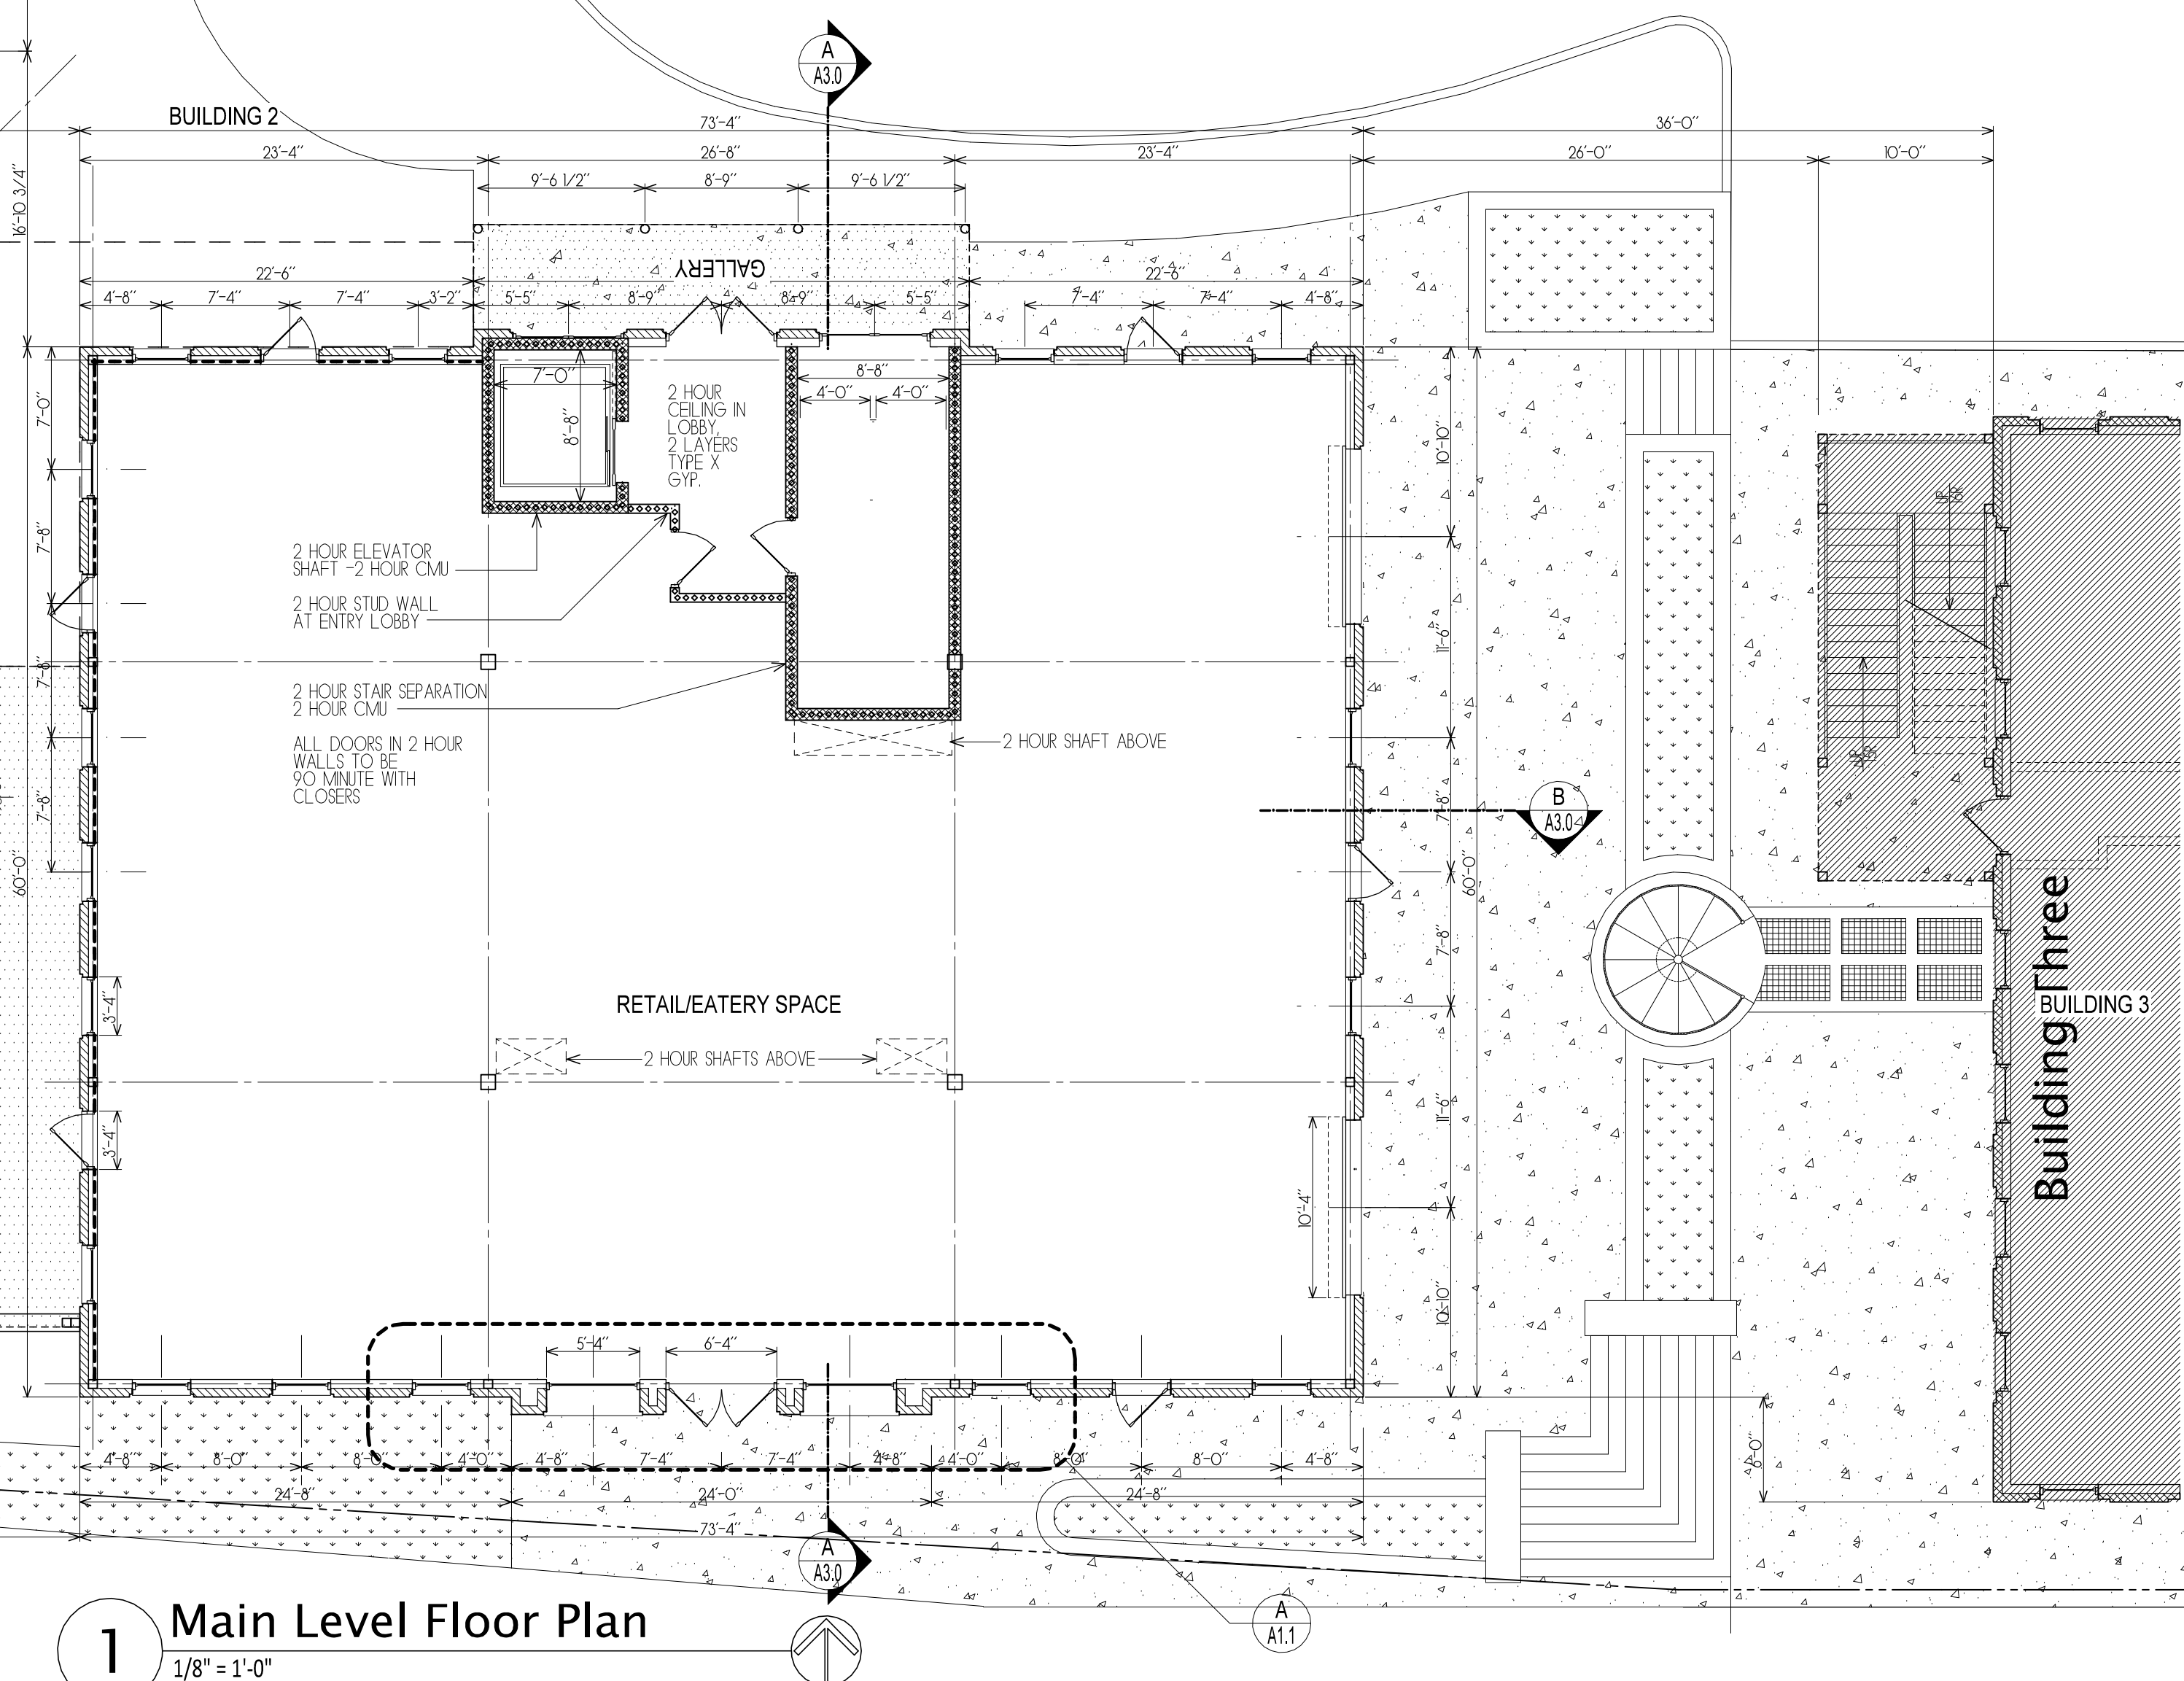 A
A3.0
BUILDING 2
73'-4"
36'-0"
23'-4"
26'-8"
23'-4"
26'-0"
10'-0"
9'-6 1/2"
8'-9"
9'-6 1/2"
16'-10 3/4"
GALLERY
22'-6"
22'-6"
4'-8"
7'-4"
7'-4"
3'-2"
5'-5"
8'-9"
8'-9"
5'-5"
7'-4"
7'-4"
4'-8"
7'-0"
8'-8"
7'-0"
8'-8"
4'-0"
4'-0"
2 HOUR
CEILING IN
LOBBY,
2 LAYERS
TYPE X
GYP.
10'-10"
UP
7'-8"
2 HOUR ELEVATOR
SHAFT -2 HOUR CMU
2 HOUR STUD WALL
AT ENTRY LOBBY
11'-6"
7'-8"
2 HOUR STAIR SEPARATION
2 HOUR CMU
2 HOUR SHAFT ABOVE
ALL DOORS IN 2 HOUR
WALLS TO BE
90 MINUTE WITH
CLOSERS
7'-8"
7'-8"
B
A3.0
60'-0"
60'-0"
7'-8"
Building Three
BUILDING 3
RETAIL/EATERY SPACE
3'-4"
2 HOUR SHAFTS ABOVE
11'-6"
3'-4"
10'-4"
10'-10"
5'-4"
6'-4"
4'-8"
8'-0"
8'-0"
4'-0"
4'-8"
7'-4"
7'-4"
4'-8"
4'-0"
8'-0"
8'-0"
4'-8"
6'-0"
24'-8"
24'-0"
24'-8"
73'-4"
A
A3.0
1
Main Level Floor Plan
1/8" = 1'-0"
A
A1.1